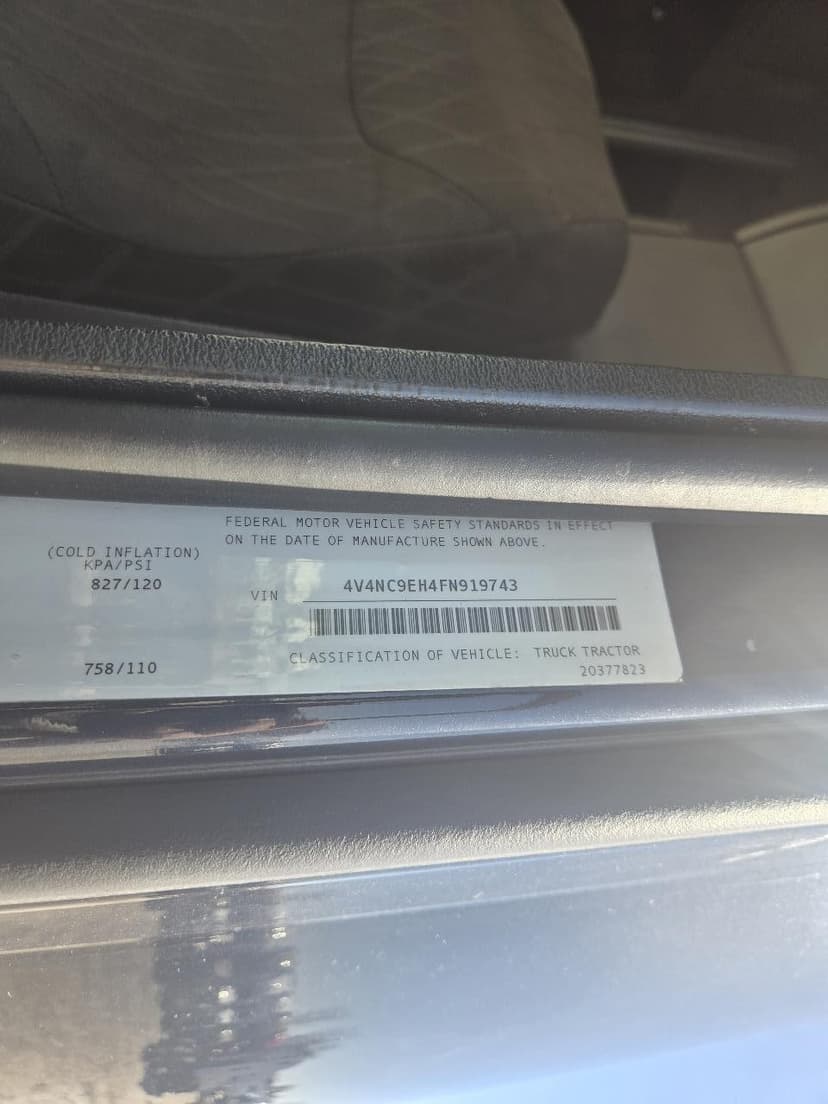 FEDERAL MOTOR VEHICLE SAFETY STANDARDS IN EFFECT
ON THE DATE OF MANUFACTURE SHOWN ABOVE.
(COLD INFLATION)
KPA/PSI
827/120
VIN 4V4NC9EH4FN919743
758/110
CLASSIFICATION OF VEHICLE: TRUCK TRACTOR
20377823